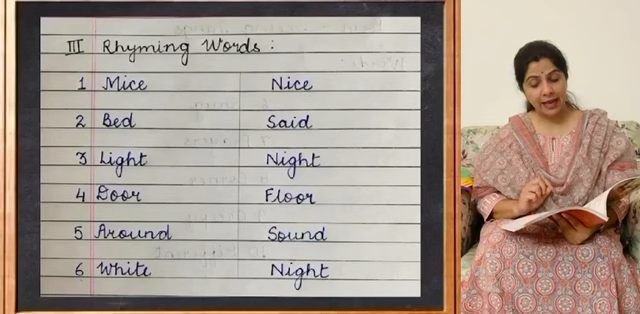 III Rhyming Words :
1 Mice Nice
2 Bed Said
3 Light Night
4 Door Floor
5 Around Sound
6 White Night